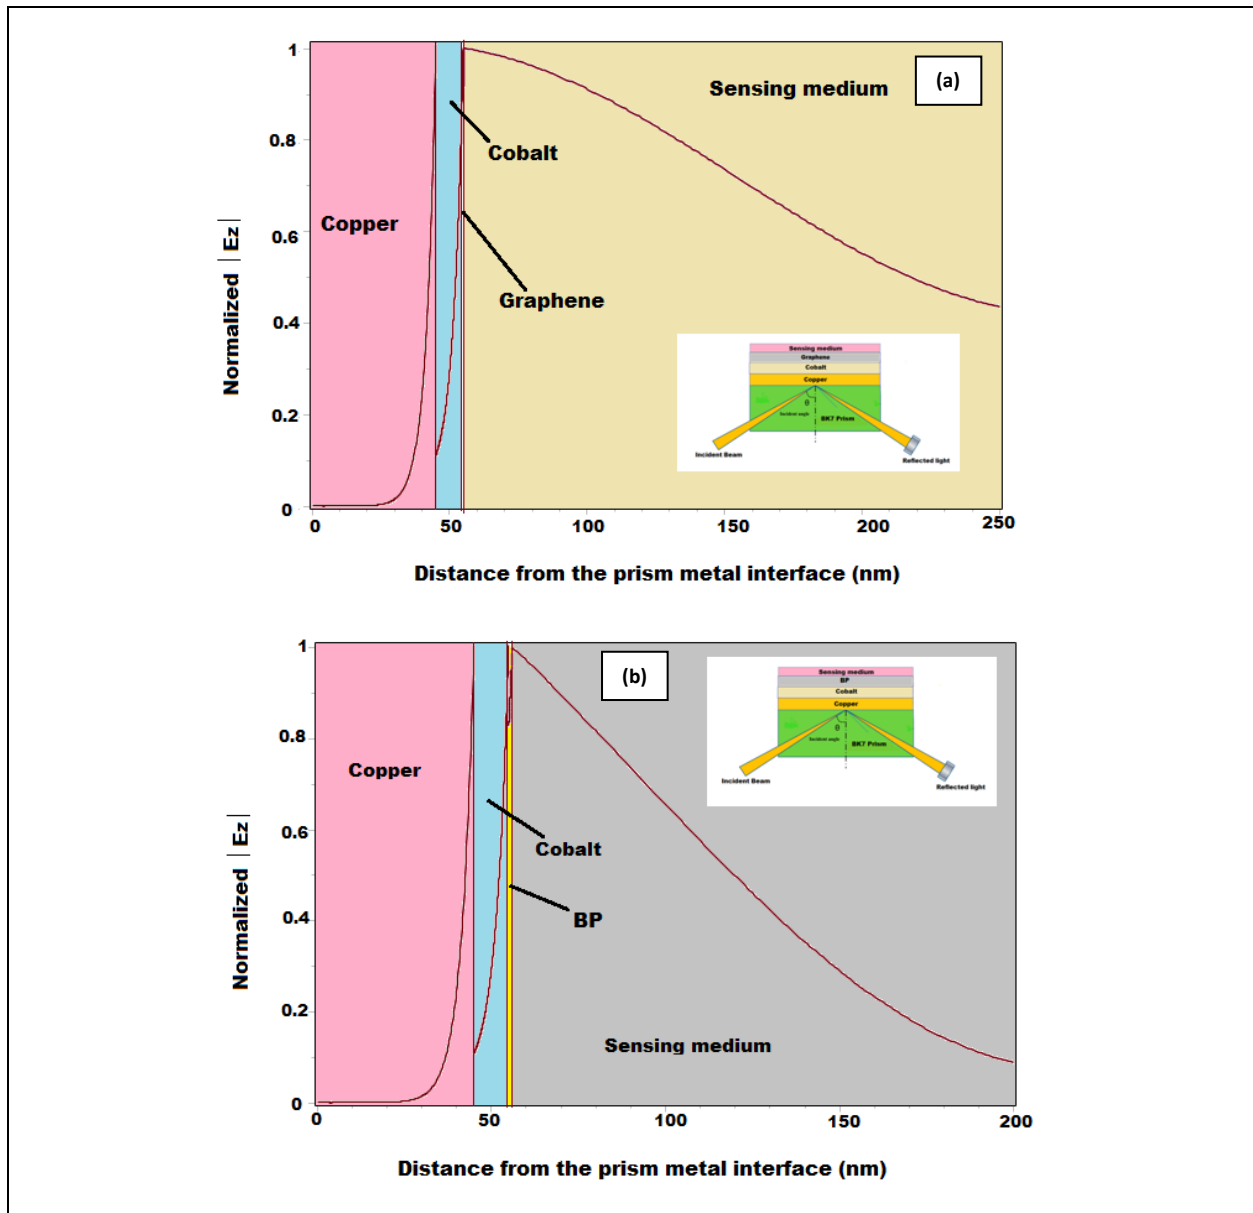 (a)
Sensing medium
Cobalt
Copper
Graphene
1
0.8
0.6
0.4
0.2
0
Normalized |Ez|
0 50 100 150 200 250
Distance from the prism metal interface (nm)
Sensing medium
Graphene
Cobalt
Copper
θ
Incident angle
BK7 Prism
Incident Beam
Reflected light
(b)
Copper
Cobalt
BP
Sensing medium
1
0.8
0.6
0.4
0.2
0
Normalized |Ez|
0 50 100 150 200
Distance from the prism metal interface (nm)
Sensing medium
BP
Cobalt
Copper
θ
Incident angle
BK7 Prism
Incident Beam
Reflected light